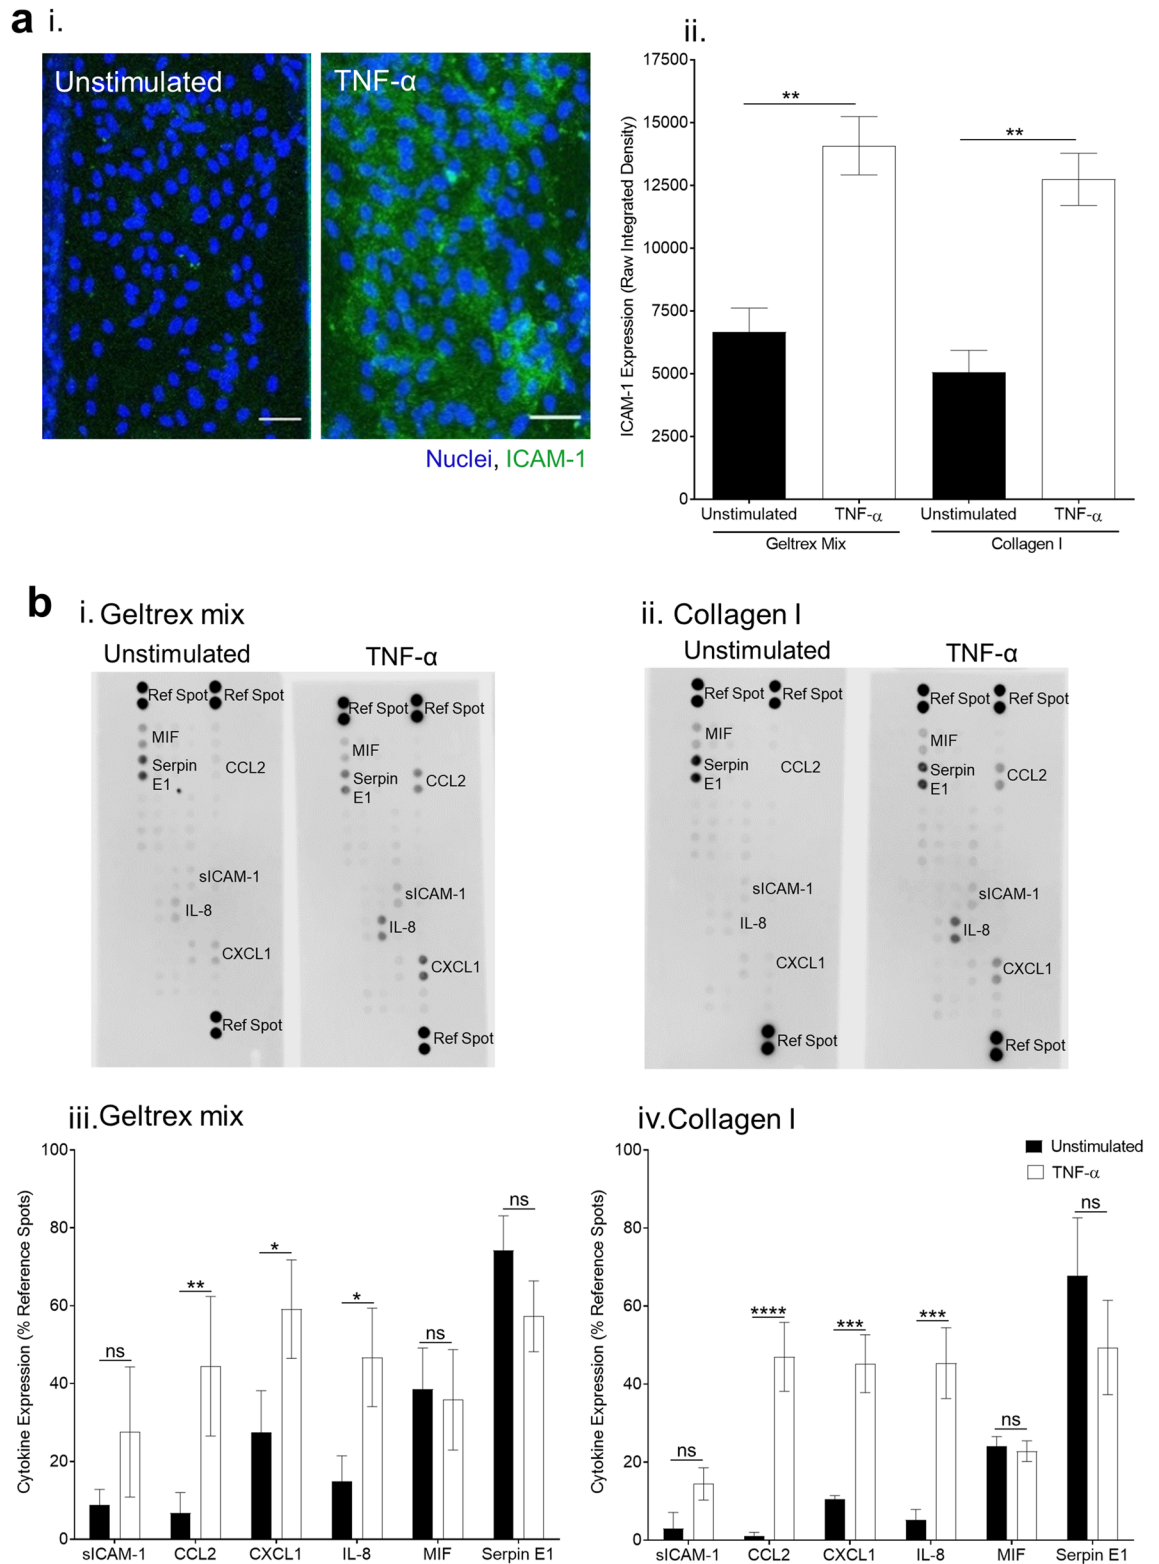 a i.
Unstimulated
TNF-α
Nuclei, ICAM-1
ii.
ICAM-1 Expression (Raw Integrated Density)
17500
15000
12500
10000
7500
5000
2500
0
**
**
Unstimulated TNF-α Unstimulated TNF-α
Geltrex Mix Collagen I
b i. Geltrex mix
Unstimulated TNF-α
Ref Spot Ref Spot
MIF
Serpin
E1
CCL2
sICAM-1
IL-8
CXCL1
Ref Spot
Ref Spot Ref Spot
MIF
Serpin
E1
CCL2
sICAM-1
IL-8
CXCL1
Ref Spot
ii. Collagen I
Unstimulated TNF-α
Ref Spot Ref Spot
MIF
Serpin
E1
CCL2
sICAM-1
IL-8
CXCL1
Ref Spot
Ref Spot Ref Spot
MIF
Serpin
E1
CCL2
sICAM-1
IL-8
CXCL1
Ref Spot
iii. Geltrex mix
Cytokine Expression (% Reference Spots)
100
80
60
40
20
0
ns
**
*
*
ns
ns
sICAM-1 CCL2 CXCL1 IL-8 MIF Serpin E1
iv. Collagen I
Unstimulated
TNF-α
Cytokine Expression (% Reference Spots)
100
80
60
40
20
0
ns
****
***
***
ns
ns
sICAM-1 CCL2 CXCL1 IL-8 MIF Serpin E1